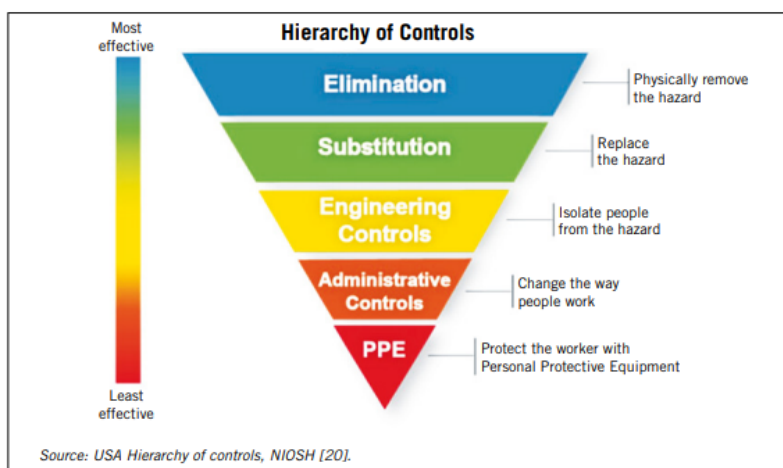 Hierarchy of Controls
Most
effective
Elimination
Physically remove
the hazard
Substitution
Replace
the hazard
Engineering
Controls
Isolate people
from the hazard
Administrative
Controls
Change the way
people work
PPE
Protect the worker with
Personal Protective Equipment
Least
effective
Source: USA Hierarchy of controls, NIOSH [20].